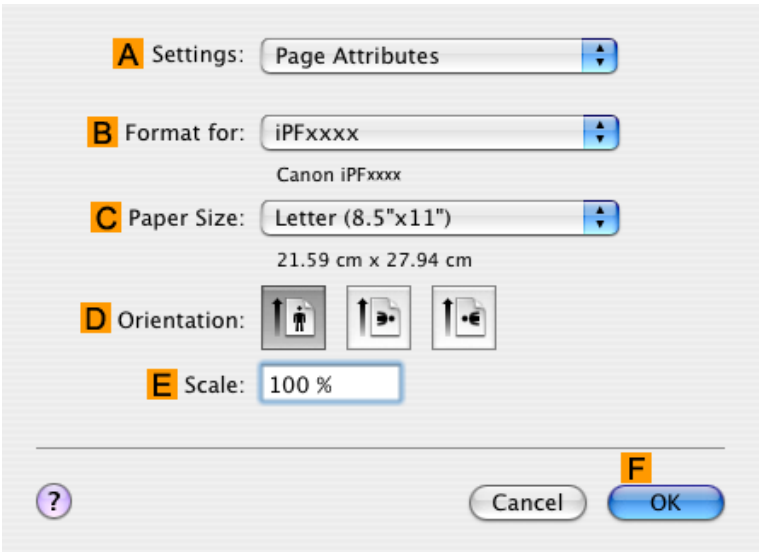 A Settings: Page Attributes
B Format for: iPFxxxx
Canon iPFxxxx
C Paper Size: Letter (8.5"x11")
21.59 cm x 27.94 cm
D Orientation:
E Scale: 100 %
F
? Cancel OK